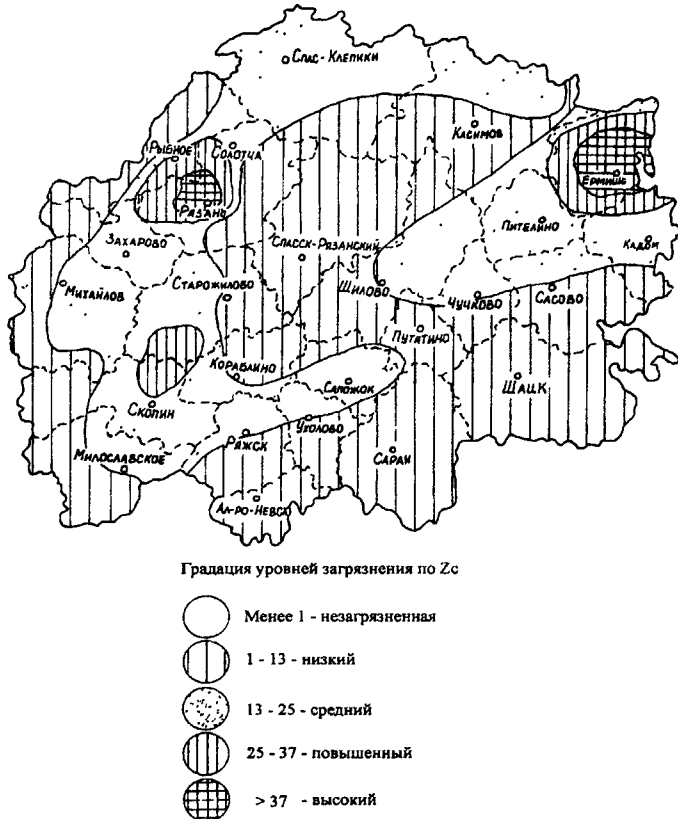 Спас-Клепики
Касимов
Рыбное
Солотча
Ермишь
Рязань
Пителино
Захарово
Спасск-Рязанский
Кадом
Михайлов
Старожилово
Шилово
Чучково
Сасово
Путятино
Кораблино
Сапожок
Шацк
Скопин
Ухолово
Ряжск
Милославское
Сараи
Ал-ро-Невск
Градация уровней загрязнения по Zc
Менее 1 - незагрязненная
1 - 13 - низкий
13 - 25 - средний
25 - 37 - повышенный
> 37 - высокий